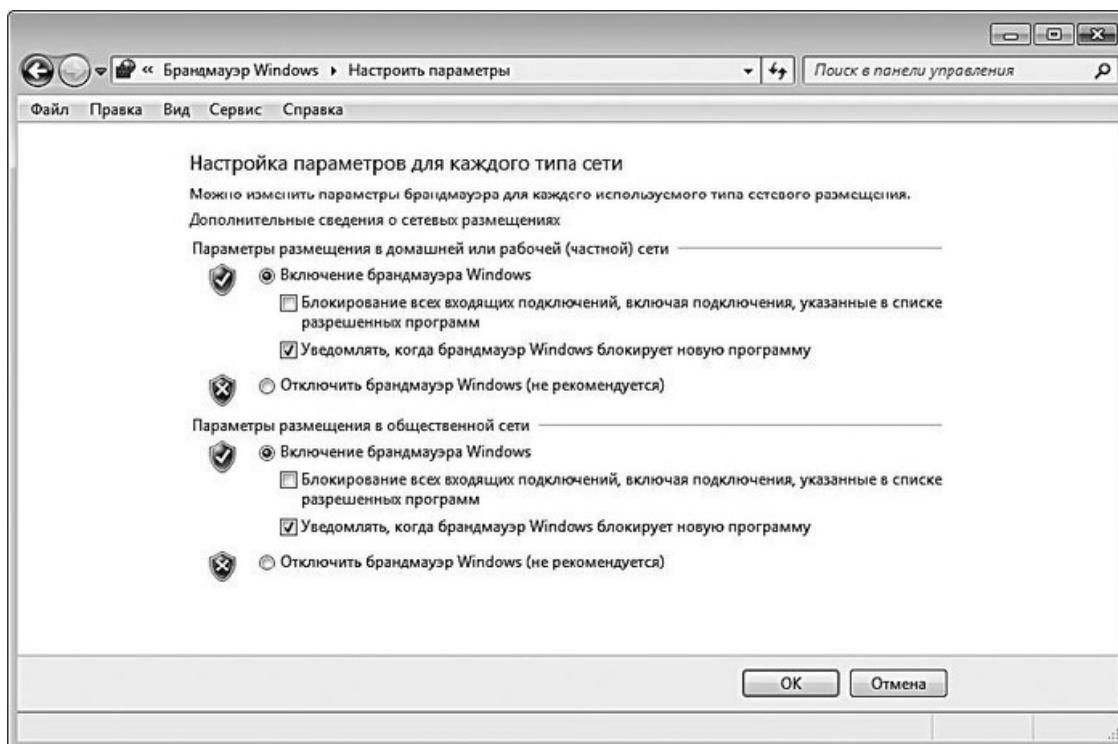 « Брандмауэр Windows ▸ Настроить параметры
Поиск в панели управления
Файл Правка Вид Сервис Справка
Настройка параметров для каждого типа сети
Можно изменить параметры брандмауэра для каждого используемого типа сетевого размещения.
Дополнительные сведения о сетевых размещениях
Параметры размещения в домашней или рабочей (частной) сети
Включение брандмауэра Windows
Блокирование всех входящих подключений, включая подключения, указанные в списке
разрешенных программ
Уведомлять, когда брандмауэр Windows блокирует новую программу
Отключить брандмауэр Windows (не рекомендуется)
Параметры размещения в общественной сети
Включение брандмауэра Windows
Блокирование всех входящих подключений, включая подключения, указанные в списке
разрешенных программ
Уведомлять, когда брандмауэр Windows блокирует новую программу
Отключить брандмауэр Windows (не рекомендуется)
ОК Отмена